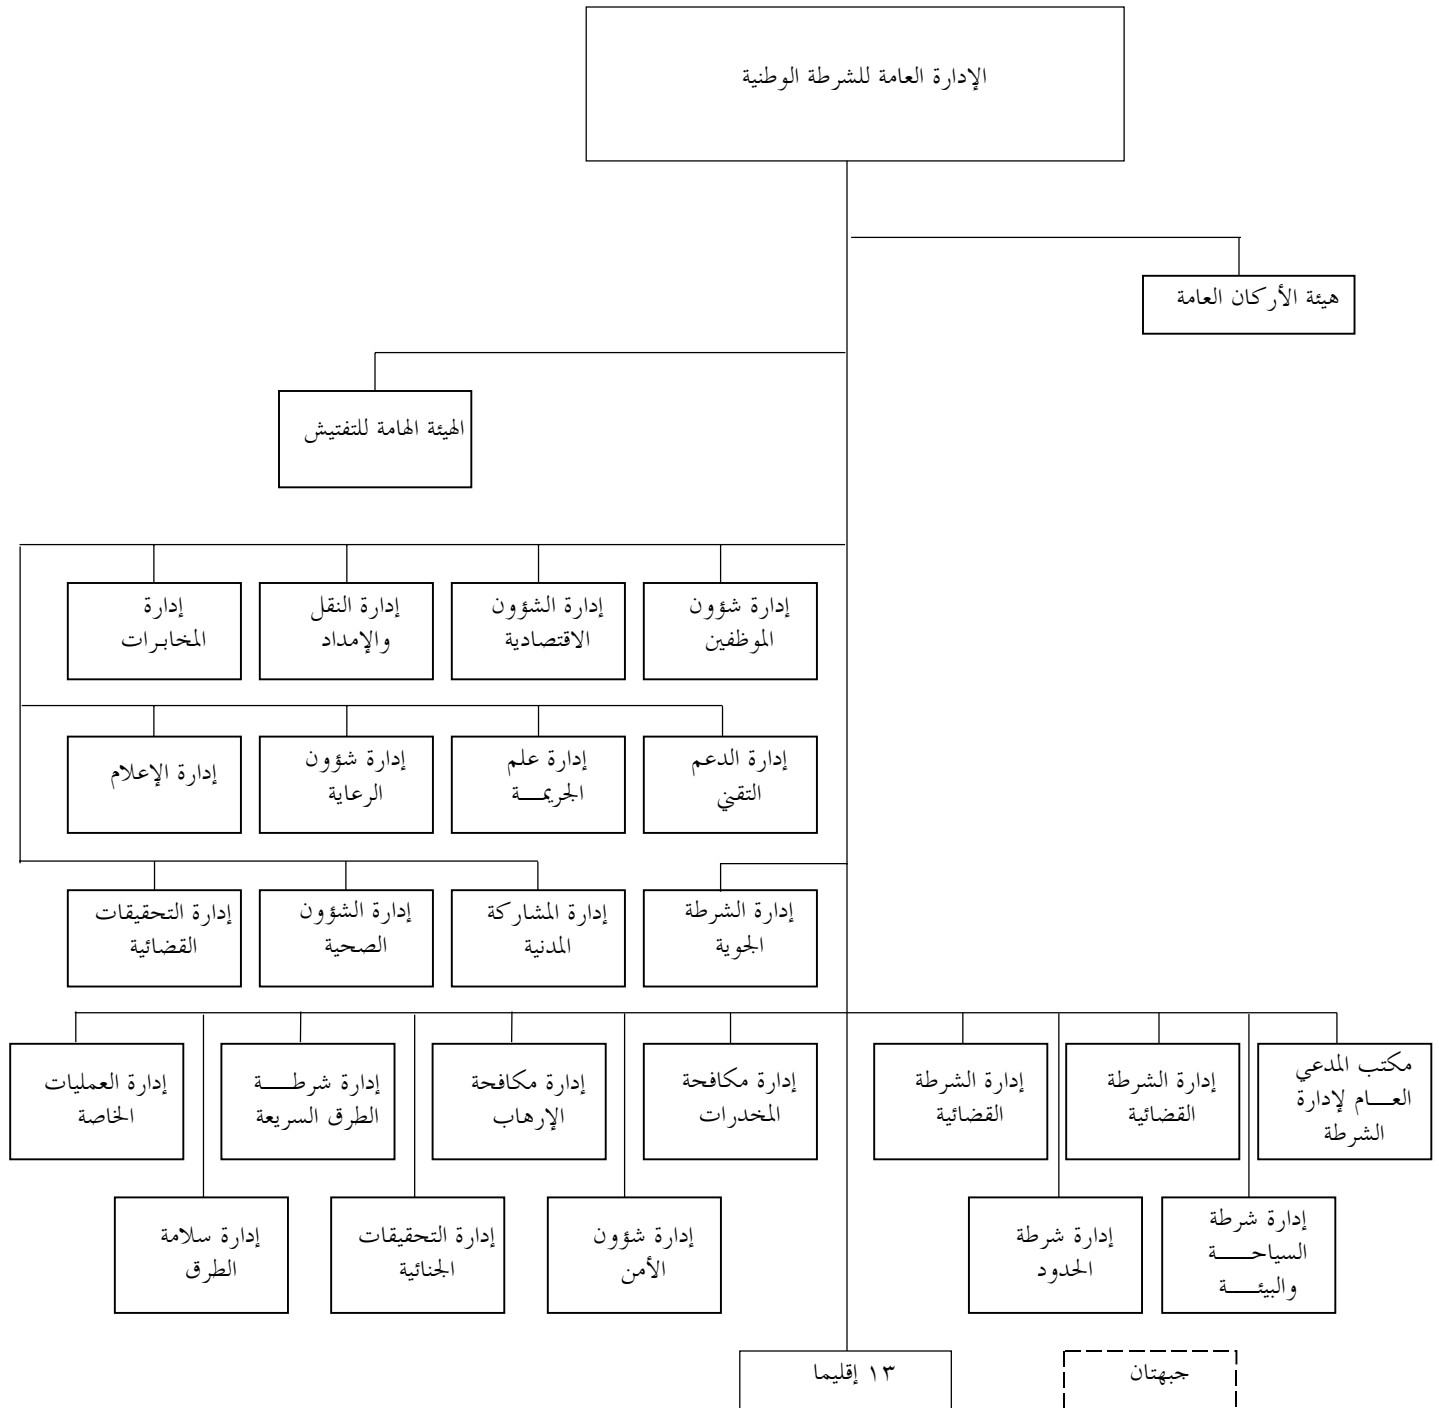 الإدارة العامة للشرطة الوطنية
هيئة الأركان العامة
الهيئة الهامة للتفتيش
إدارة شؤون
الموظفين
إدارة الشؤون
الاقتصادية
إدارة النقل
والإمداد
إدارة
المخابرات
إدارة الدعم
التقني
إدارة علم
الجريمـــة
إدارة شؤون
الرعاية
إدارة الإعلام
إدارة الشرطة
الجوية
إدارة المشاركة
المدنية
إدارة الشؤون
الصحية
إدارة التحقيقات
القضائية
مكتب المدعي
العـــام لإدارة
الشرطة
إدارة الشرطة
القضائية
إدارة الشرطة
القضائية
إدارة مكافحة
المخدرات
إدارة مكافحة
الإرهاب
إدارة شرطـــة
الطرق السريعة
إدارة العمليات
الخاصة
إدارة شرطة
السياحـــة
والبيئـــة
إدارة شرطة
الحدود
إدارة شؤون
الأمن
إدارة التحقيقات
الجنائية
إدارة سلامة
الطرق
جبهتان
١٣ إقليما